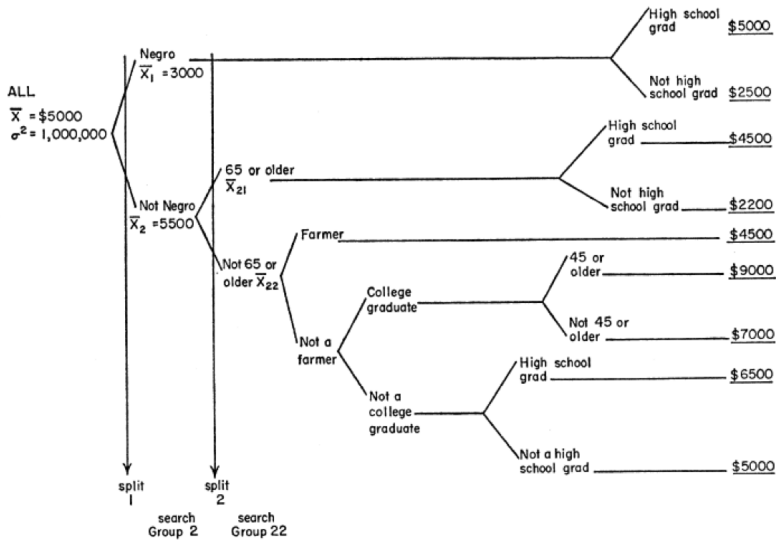 High school
grad $5000
Negro
X̅₁ = 3000
Not high
school grad $2500
ALL
X̅ = $5000
σ² = 1,000,000
High school
grad $4500
65 or older
X̅₂₁
Not high
school grad $2200
Not Negro
X̅₂ = 5500
Farmer $4500
Not 65 or
older X̅₂₂
45 or
older $9000
College
graduate
Not 45 or
older $7000
Not a
farmer
High school
grad $6500
Not a
college
graduate
Not a high
school grad $5000
split
1
split
2
search
Group 2
search
Group 22